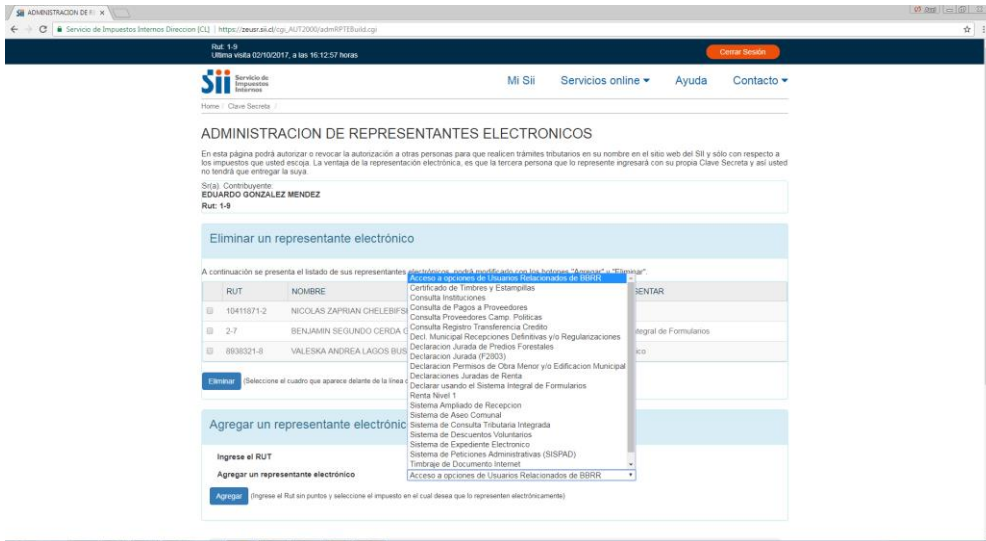 ADMINISTRACION DE R
Servicio de Impuestos Internos Direccion [CL] | https://zeusr.sii.cl/cgi_AUT2000/admRPTEBuild.cgi
Rut: 1-9
Ultima visita 02/10/2017, a las 16:12:57 horas
Cerrar Sesión
Sii Servicio de
Impuestos
Internos
Mi Sii Servicios online Ayuda Contacto
Home / Clave Secreta /
ADMINISTRACION DE REPRESENTANTES ELECTRONICOS
En esta página podrá autorizar o revocar la autorización a otras personas para que realicen trámites tributarios en su nombre en el sitio web del SII y sólo con respecto a
los impuestos que usted escoja. La ventaja de la representación electrónica, es que la tercera persona que lo represente ingresará con su propia Clave Secreta y así usted
no tendrá que entregar la suya.
Sr(a). Contribuyente:
EDUARDO GONZALEZ MENDEZ
Rut: 1-9
Eliminar un representante electrónico
A continuación se presenta el listado de sus representantes electrónicos, podrá modificarlo con los botones "Agregar" o "Eliminar".
RUT NOMBRE SENTAR
10411871-2 NICOLAS ZAPRIAN CHELEBIFS
2-7 BENJAMIN SEGUNDO CERDA ntegral de Formularios
8938321-8 VALESKA ANDREA LAGOS BUS ico
Eliminar (Seleccione el cuadro que aparece delante de la línea
Acceso a opciones de Usuarios Relacionados de BBRR
Certificado de Timbres y Estampillas
Consulta Instituciones
Consulta de Pagos a Proveedores
Consulta Proveedores Camp. Politicas
Consulta Registro Transferencia Credito
Decl. Municipal Recepciones Definitivas y/o Regularizaciones
Declaracion Jurada de Predios Forestales
Declaracion Jurada (F2803)
Declaracion Permisos de Obra Menor y/o Edificacion Municipal
Declaraciones Juradas de Renta
Declarar usando el Sistema Integral de Formularios
Renta Nivel 1
Sistema Ampliado de Recepcion
Sistema de Aseo Comunal
Sistema de Consulta Tributaria Integrada
Sistema de Descuentos Voluntarios
Sistema de Expediente Electronico
Sistema de Peticiones Administrativas (SISPAD)
Timbraje de Documento Internet
Agregar un representante electrónic
Ingrese el RUT
Agregar un representante electrónico Acceso a opciones de Usuarios Relacionados de BBRR
Agregar (Ingrese el Rut sin puntos y seleccione el impuesto en el cual desea que lo representen electrónicamente)